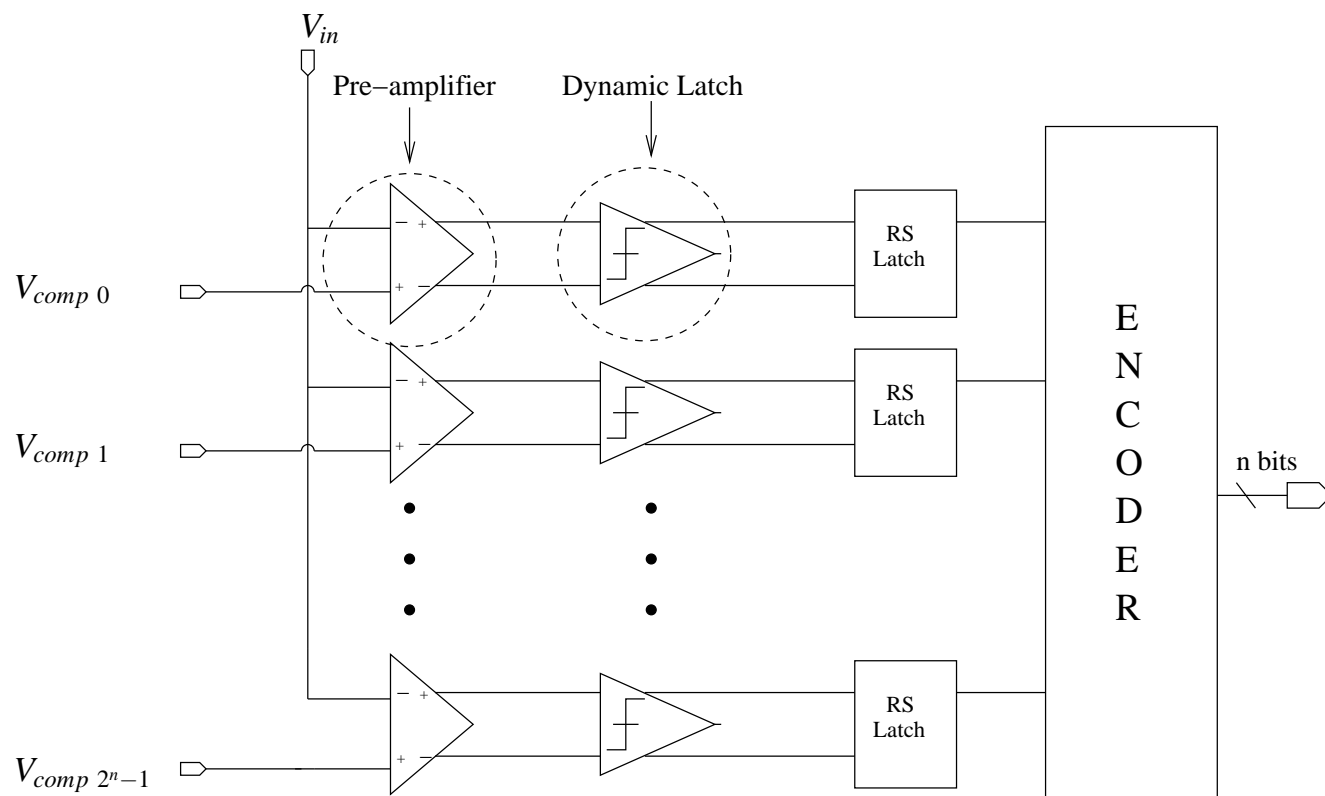 V_in
Pre−amplifier
Dynamic Latch
− +
+ −
RS
Latch
V_comp 0
− +
+ −
RS
Latch
V_comp 1
ENCODER
n bits
− +
+ −
RS
Latch
V_comp 2^n−1